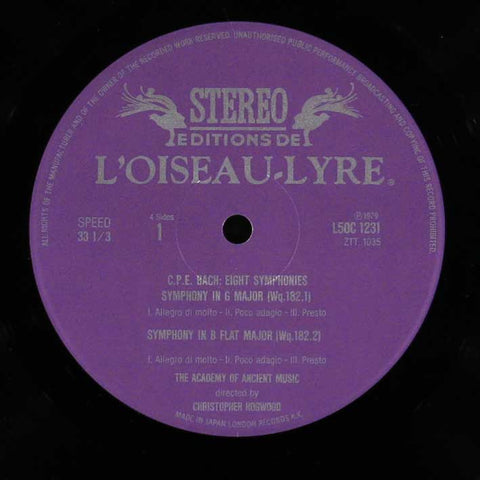 ALL RIGHTS OF THE MANUFACTURER AND OF THE OWNER OF THE RECORDED WORK RESERVED. UNAUTHORISED PUBLIC PERFORMANCE, BROADCASTING AND COPYING OF THIS RECORD PROHIBITED.
STEREO
EDITIONS DE
L'OISEAU-LYRE®
SPEED
33 1/3
4 Sides
1
Ⓟ 1979
L50C 1231
ZTT. 1035
C.P.E. BACH: EIGHT SYMPHONIES
SYMPHONY IN G MAJOR (Wq.182.1)
I. Allegro di molto - II. Poco adagio - III. Presto
SYMPHONY IN B FLAT MAJOR (Wq.182.2)
I. Allegro di molto - II. Poco adagio - III. Presto
THE ACADEMY OF ANCIENT MUSIC
directed by
CHRISTOPHER HOGWOOD
MADE IN JAPAN LONDON RECORDS K.K.